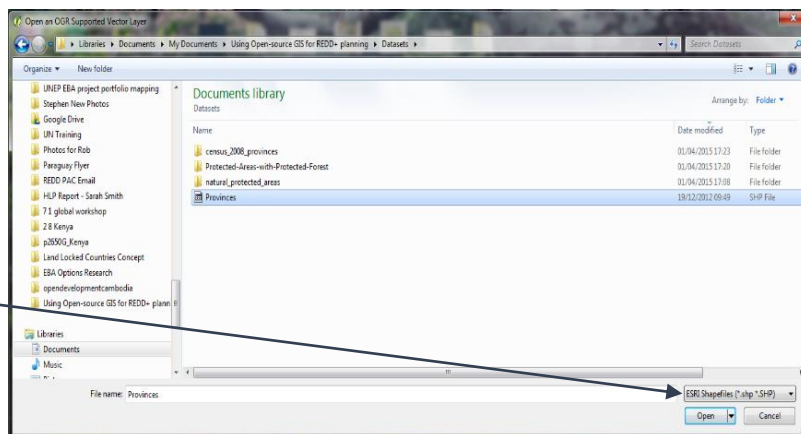 Open an OGR Supported Vector Layer
Libraries ▸ Documents ▸ My Documents ▸ Using Open-source GIS for REDD+ planning ▸ Datasets ▸
Search Datasets
Organize ▾ New folder
UNEP EBA project portfolio mapping
Stephen New Photos
Google Drive
UN Training
Photos for Rob
Paraguay Flyer
REDD PAC Email
HLP Report - Sarah Smith
7 1 global workshop
2 8 Kenya
p2650G_Kenya
Land Locked Countries Concept
EBA Options Research
opendevelopmentcambodia
Using Open-source GIS for REDD+ plann
Libraries
Documents
Music
Documents library
Datasets
Arrange by: Folder ▾
Name Date modified Type
census_2008_provinces 01/04/2015 17:23 File folder
Protected-Areas-with-Protected-Forest 01/04/2015 17:20 File folder
natural_protected_areas 01/04/2015 17:08 File folder
Provinces 19/12/2012 09:49 SHP File
File name: Provinces
ESRI Shapefiles (*.shp *.SHP)
Open Cancel